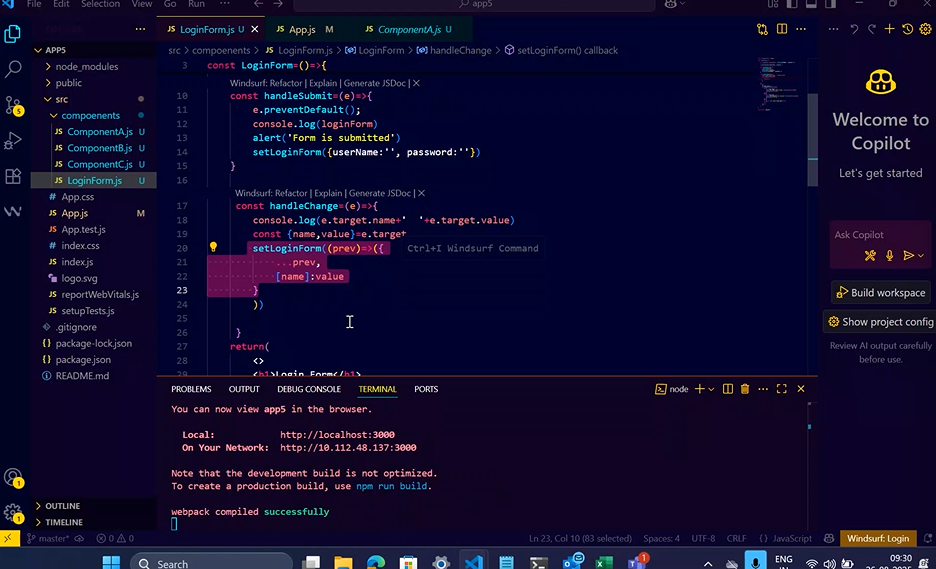 File Edit Selection View Go Run ··· app5
LoginForm.js U App.js M ComponentA.js U
src > compoenents > JS LoginForm.js > LoginForm > handleChange > setLoginForm() callback
APP5
node_modules
public
src
compoenents
JS ComponentA.js U
JS ComponentB.js U
JS ComponentC.js U
JS LoginForm.js U
# App.css
JS App.js M
JS App.test.js
# index.css
JS index.js
logo.svg
JS reportWebVitals.js
JS setupTests.js
.gitignore
{} package-lock.json
{} package.json
README.md
OUTLINE
TIMELINE
3 const LoginForm=()=>{
Windsurf: Refactor | Explain | Generate JSDoc | X
10 const handleSubmit=(e)=>{
11 e.preventDefault();
12 console.log(loginForm)
13 alert('Form is submitted')
14 setLoginForm({userName:'', password:''})
15 }
16
Windsurf: Refactor | Explain | Generate JSDoc | X
17 const handleChange=(e)=>{
18 console.log(e.target.name+' '+e.target.value)
19 const {name,value}=e.target
20 setLoginForm((prev)=>({ Ctrl+I Windsurf Command
21 ...prev,
22 [name]:value
23 }
24 ))
25
26 }
27 return(
28 <>
29 <h1>Login Form</h1>
PROBLEMS OUTPUT DEBUG CONSOLE TERMINAL PORTS node
You can now view app5 in the browser.
Local: http://localhost:3000
On Your Network: http://10.112.48.137:3000
Note that the development build is not optimized.
To create a production build, use npm run build.
webpack compiled successfully
Welcome to
Copilot
Let's get started
Ask Copilot
Build workspace
Show project config
Review AI output carefully
before use.
master* 0 0 Ln 23, Col 10 (83 selected) Spaces: 4 UTF-8 CRLF {} JavaScript Windsurf: Login
Search ENG 09:30